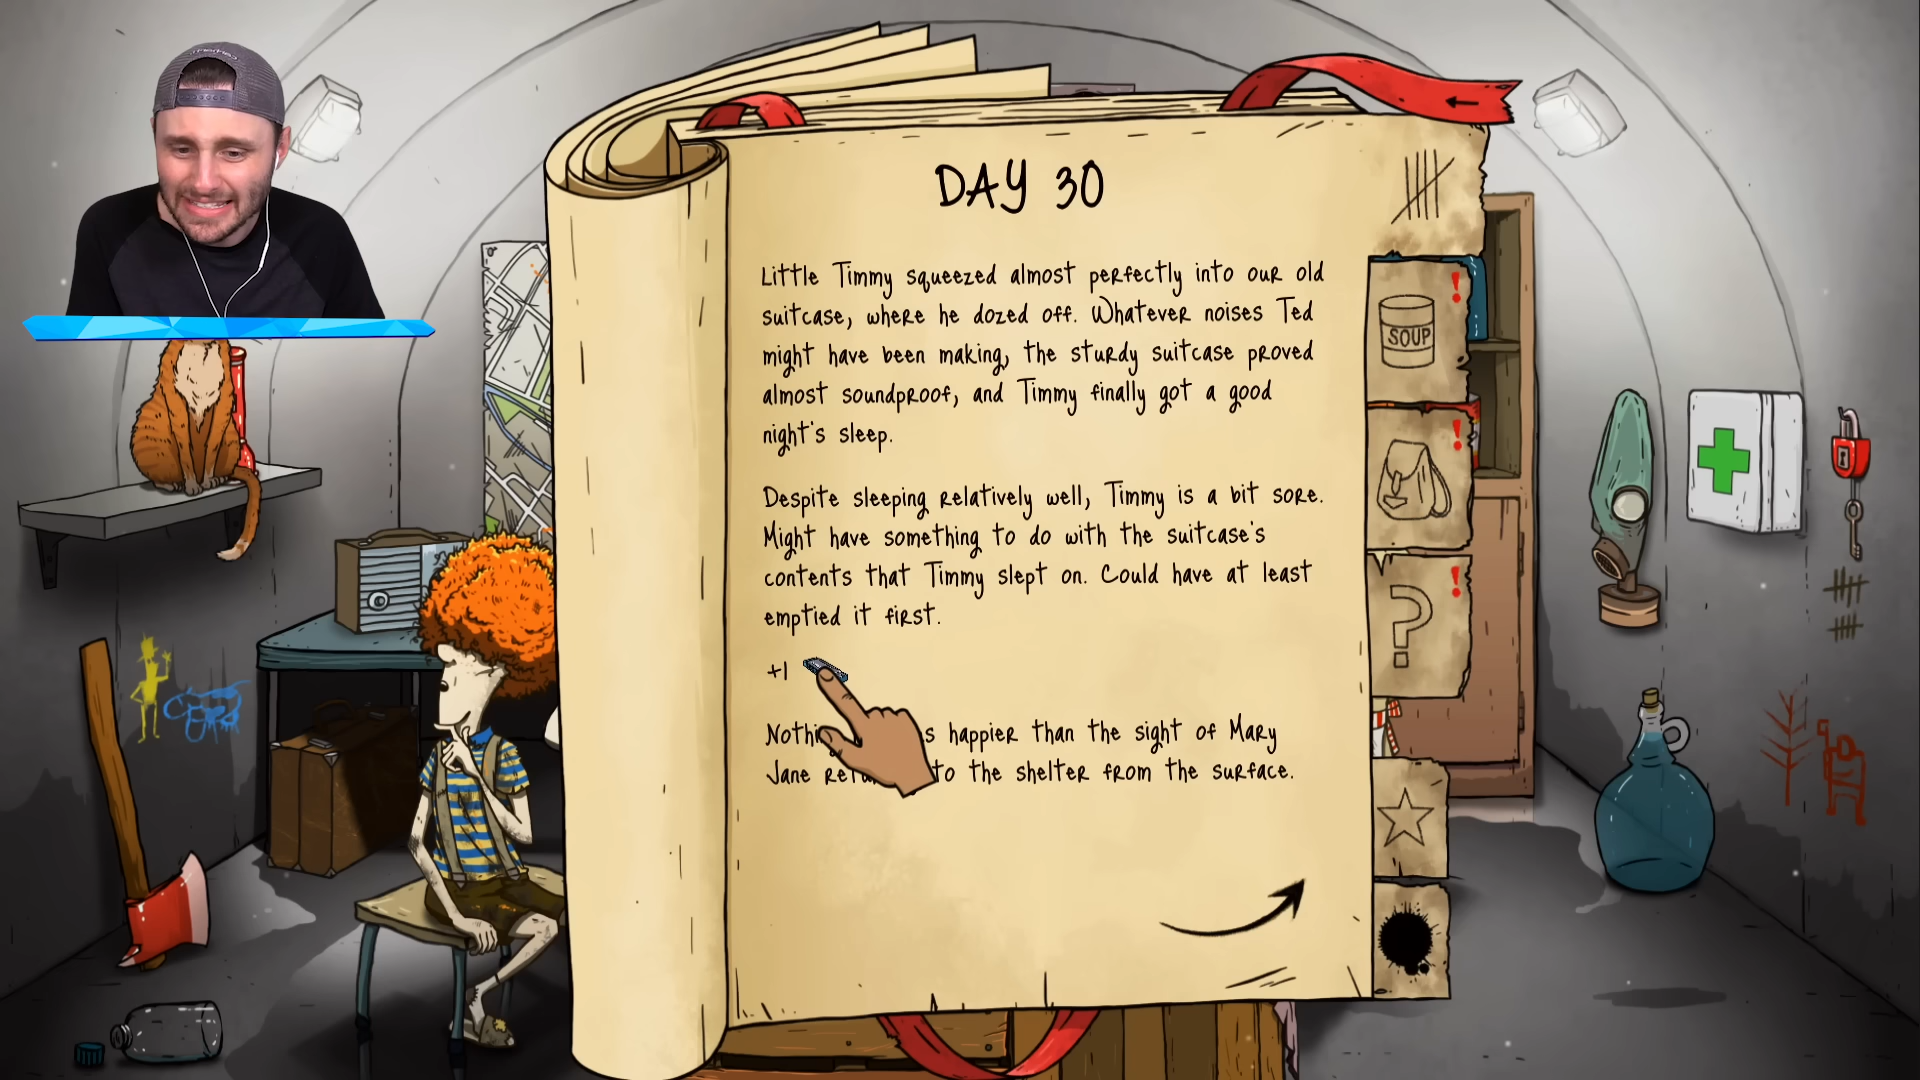 DAY 30
Little Timmy squeezed almost perfectly into our old
suitcase, where he dozed off. Whatever noises Ted
might have been making, the sturdy suitcase proved
almost soundproof, and Timmy finally got a good
night's sleep.
Despite sleeping relatively well, Timmy is a bit sore.
Might have something to do with the suitcase's
contents that Timmy slept on. Could have at least
emptied it first.
+1
s happier than the sight of Mary
Jane to the shelter from the surface.
!
SOUP
!
!
?